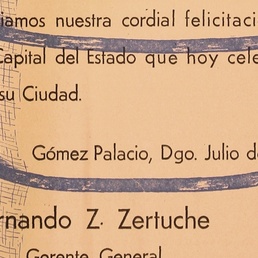 iamos nuestra cordial felicitaci
Capital del Estado que hoy cele
su Ciudad.
Gómez Palacio, Dgo. Julio d
rnando Z. Zertuche
Gerente General